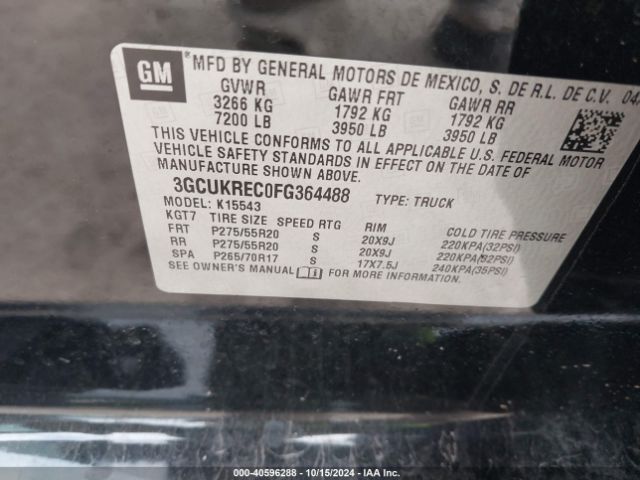 GM
*MFD BY GENERAL MOTORS DE MEXICO, S. DE R.L. DE C.V. 04
GVWR GAWR FRT GAWR RR
3266 KG 1792 KG 1792 KG
7200 LB 3950 LB 3950 LB
THIS VEHICLE CONFORMS TO ALL APPLICABLE U.S. FEDERAL MOTOR
VEHICLE SAFETY STANDARDS IN EFFECT ON THE DATE OF
MANUFACTURE SHOWN ABOVE.
3GCUKREC0FG364488 TYPE: TRUCK
MODEL: K15543
KGT7 TIRE SIZE SPEED RTG RIM COLD TIRE PRESSURE
FRT P275/55R20 S 20X9J 220KPA(32PSI)
RR P275/55R20 S 20X9J 220KPA(32PSI)
SPA P265/70R17 S 17X7.5J 240KPA(35PSI)
SEE OWNER'S MANUAL FOR MORE INFORMATION.
000-40596288 - 10/15/2024 - IAA Inc.